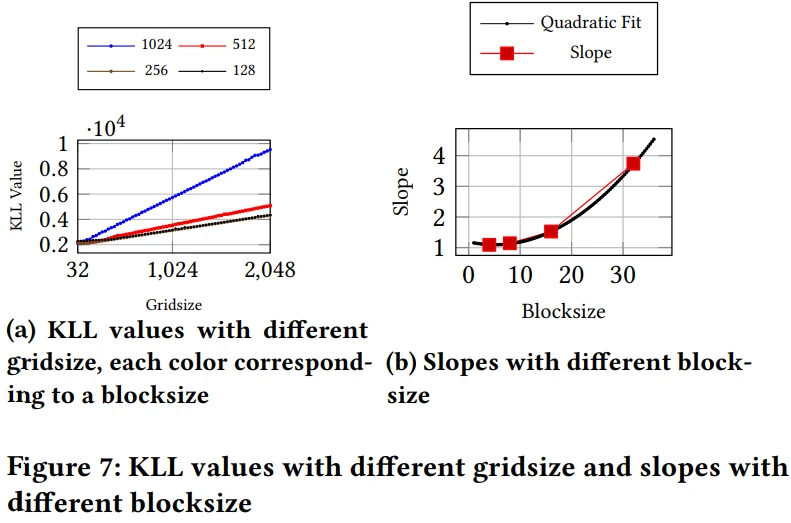 1024 512
256 128
·10⁴
1
0.8
0.6
0.4
0.2
KLL Value
32 1,024 2,048
Gridsize
(a) KLL values with different
gridsize, each color correspond-
ing to a blocksize
Quadratic Fit
Slope
4
3
2
1
Slope
0 10 20 30
Blocksize
(b) Slopes with different block-
size
Figure 7: KLL values with different gridsize and slopes with
different blocksize